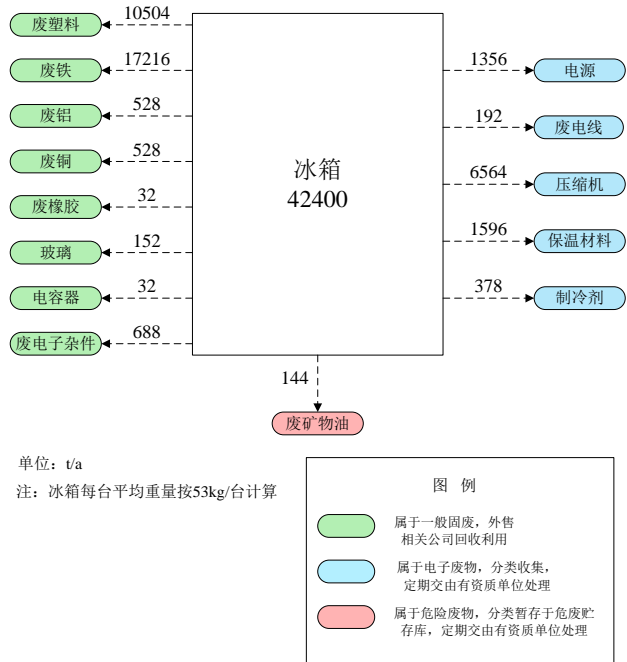 废塑料
10504
废铁
17216
废铝
528
废铜
528
废橡胶
32
玻璃
152
电容器
32
废电子杂件
688
冰箱
42400
1356
电源
192
废电线
6564
压缩机
1596
保温材料
378
制冷剂
144
废矿物油
单位：t/a
注：冰箱每台平均重量按53kg/台计算
图 例
属于一般固废，外售
相关公司回收利用
属于电子废物，分类收集，
定期交由有资质单位处理
属于危险废物，分类暂存于危废贮
存库，定期交由有资质单位处理